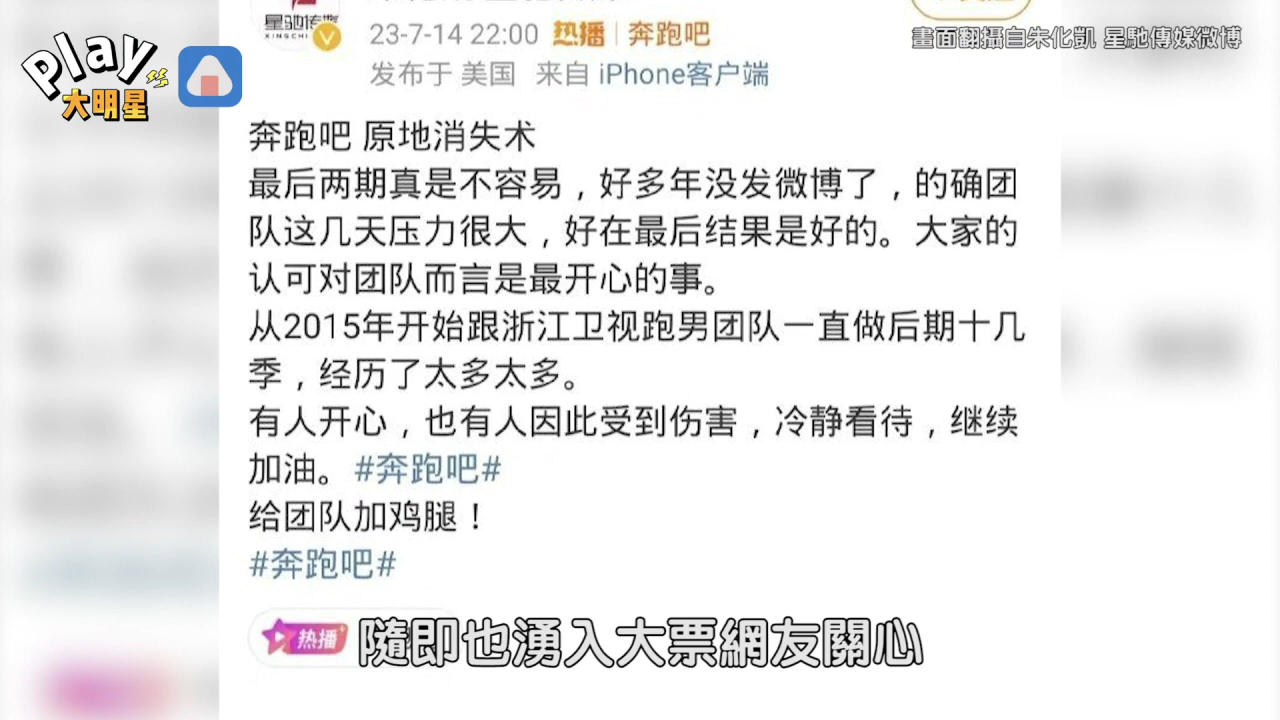 Play
大明星
星驰传媒
XINGCHI
畫面翻攝自朱化凱 星馳傳媒微博
23-7-14 22:00 热播 | 奔跑吧
发布于 美国 来自 iPhone客户端
奔跑吧 原地消失术
最后两期真是不容易，好多年没发微博了，的确团
队这几天压力很大，好在最后结果是好的。大家的
认可对团队而言是最开心的事。
从2015年开始跟浙江卫视跑男团队一直做后期十几
季，经历了太多太多。
有人开心，也有人因此受到伤害，冷静看待，继续
加油。#奔跑吧#
给团队加鸡腿！
#奔跑吧#
热播
隨即也湧入大票網友關心